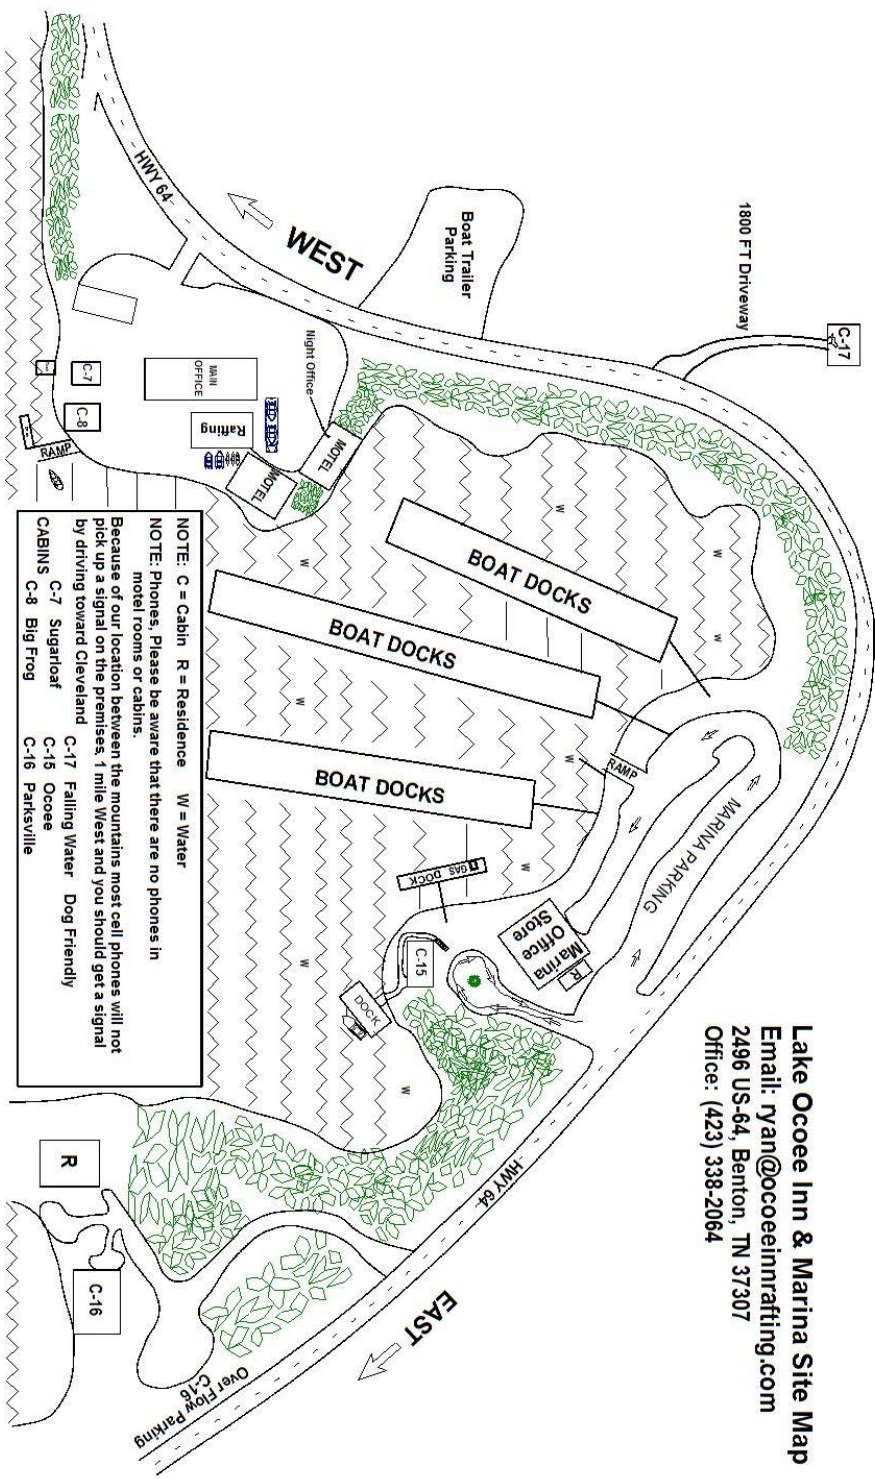 Lake Ocoee Inn & Marina Site Map
Email: ryan@ocoeeinnrafting.com
2496 US-64, Benton, TN 37307
Office: (423) 338-2064
C-17
1800 FT Driveway
Boat Trailer
Parking
WEST
HWY 64
Night Office
MOTEL
MOTEL
MAIN
OFFICE
Rafting
C-7
C-8
RAMP
BOAT DOCKS
BOAT DOCKS
BOAT DOCKS
W
W
W
W
W
W
W
W
W
W
RAMP
MARINA PARKING
Marina
Office
Store
R
GAS DOCK
C-15
DOCK
HWY 64
EAST
R
C-16
Over Flow Parking
C-16
NOTE: C = Cabin R = Residence W = Water
NOTE: Phones, Please be aware that there are no phones in
motel rooms or cabins.
Because of our location between the mountains most cell phones will not
pick up a signal on the premises, 1 mile West and you should get a signal
by driving toward Cleveland
C-17 Falling Water Dog Friendly
CABINS C-7 Sugarloaf C-15 Ocoee
C-8 Big Frog C-16 Parksville